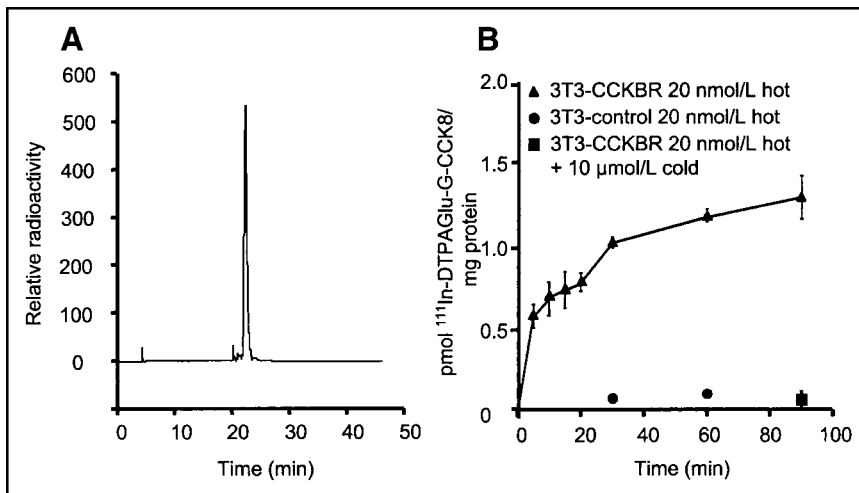 A
Relative radioactivity
600
500
400
300
200
100
0
0 10 20 30 40 50
Time (min)
B
pmol ¹¹¹In-DTPAGlu-G-CCK8/
mg protein
2.0
1.5
1.0
0.5
0
3T3-CCKBR 20 nmol/L hot
3T3-control 20 nmol/L hot
3T3-CCKBR 20 nmol/L hot
+ 10 µmol/L cold
0 20 40 60 80 100
Time (min)